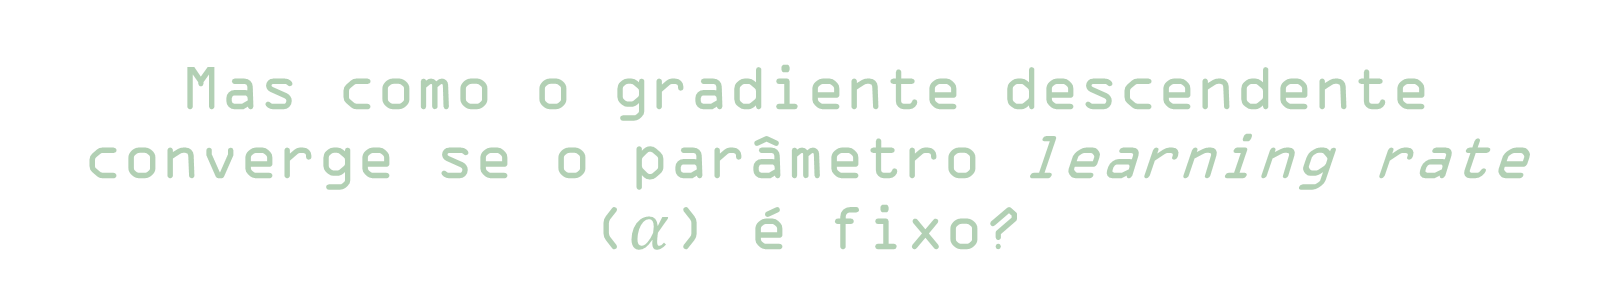 Mas como o gradiente descendente
converge se o parâmetro learning rate
(α) é fixo?